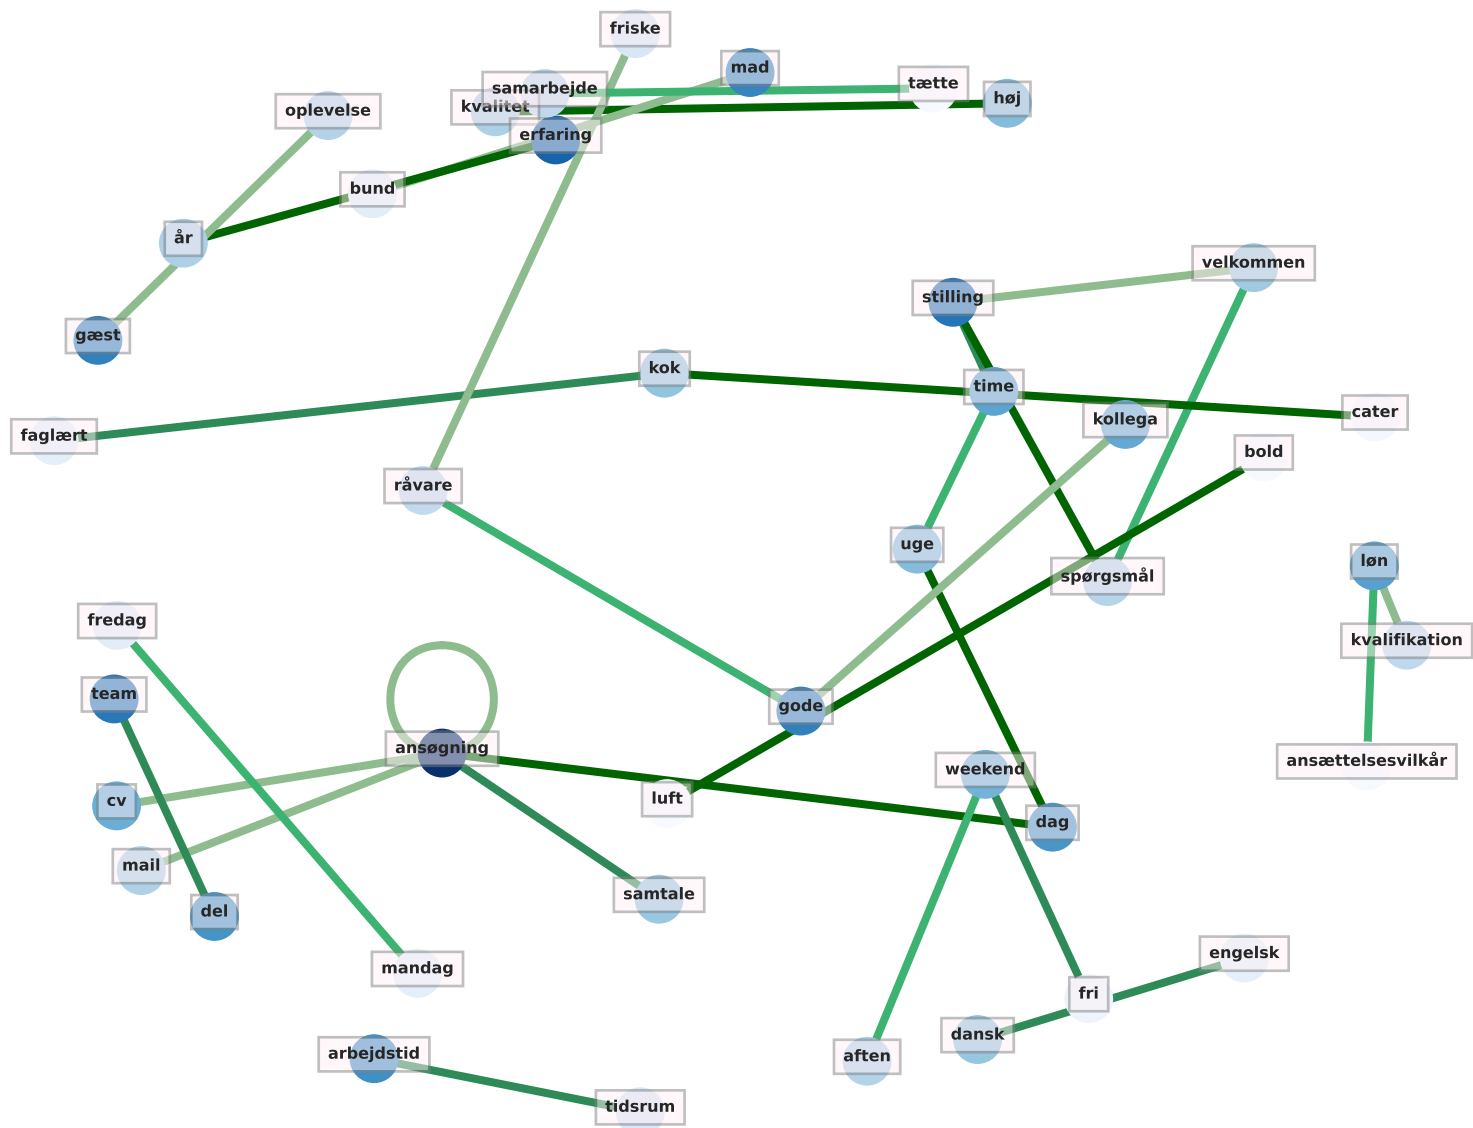 friske
mad
tætte
samarbejde
høj
kvalitet
oplevelse
erfaring
bund
år
velkommen
stilling
gæst
kok
time
cater
kollega
faglært
bold
råvare
uge
løn
spørgsmål
fredag
kvalifikation
team
gode
ansøgning
ansættelsesvilkår
weekend
cv
luft
dag
mail
samtale
del
engelsk
mandag
fri
dansk
arbejdstid
aften
tidsrum